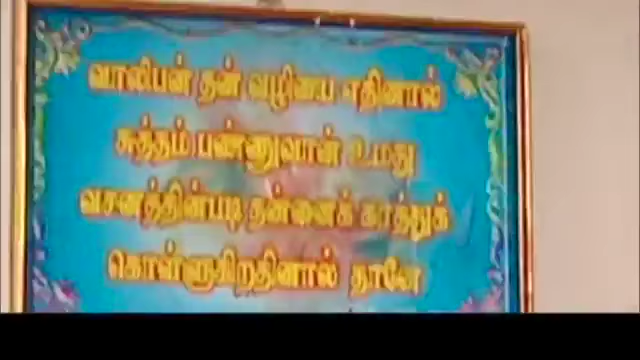 வாலிபன் தன் வழியை எதினால்
சுத்தம் பண்ணுவான் உமது
வசனத்தின்படி தன்னைக் காத்துக்
கொள்ளுகிறதினால் தானே